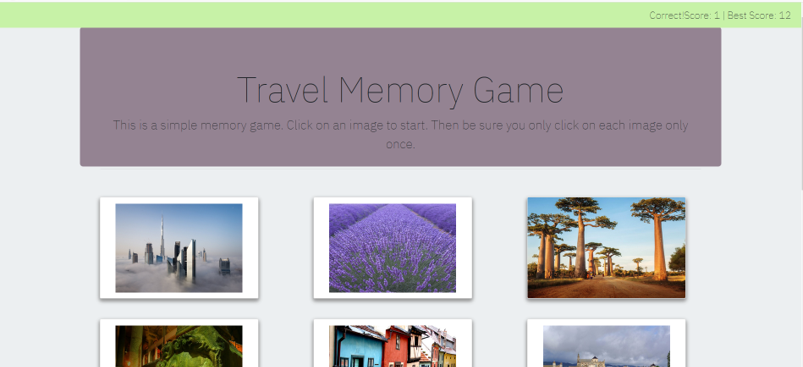 Correct!Score: 1 | Best Score: 12
Travel Memory Game
This is a simple memory game. Click on an image to start. Then be sure you only click on each image only
once.